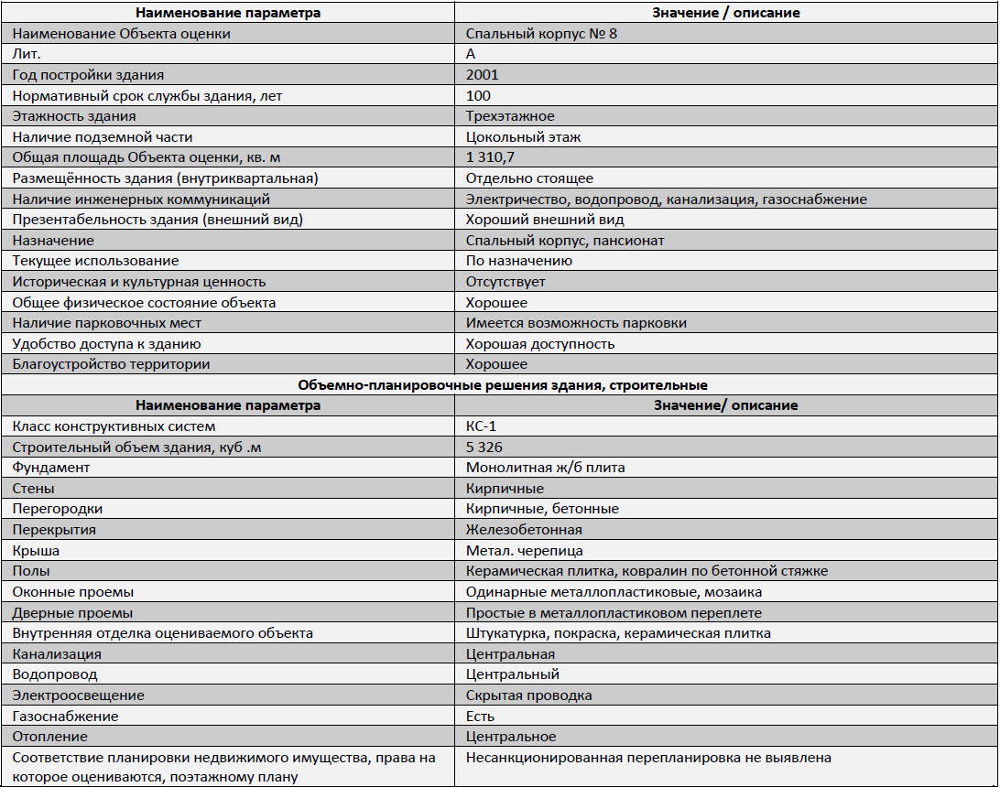 Наименование параметра Значение / описание
Наименование Объекта оценки Спальный корпус № 8
Лит. А
Год постройки здания 2001
Нормативный срок службы здания, лет 100
Этажность здания Трехэтажное
Наличие подземной части Цокольный этаж
Общая площадь Объекта оценки, кв. м 1 310,7
Размещённость здания (внутриквартальная) Отдельно стоящее
Наличие инженерных коммуникаций Электричество, водопровод, канализация, газоснабжение
Презентабельность здания (внешний вид) Хороший внешний вид
Назначение Спальный корпус, пансионат
Текущее использование По назначению
Историческая и культурная ценность Отсутствует
Общее физическое состояние объекта Хорошее
Наличие парковочных мест Имеется возможность парковки
Удобство доступа к зданию Хорошая доступность
Благоустройство территории Хорошее
Объемно-планировочные решения здания, строительные
Наименование параметра Значение/ описание
Класс конструктивных систем КС-1
Строительный объем здания, куб .м 5 326
Фундамент Монолитная ж/б плита
Стены Кирпичные
Перегородки Кирпичные, бетонные
Перекрытия Железобетонная
Крыша Метал. черепица
Полы Керамическая плитка, ковралин по бетонной стяжке
Оконные проемы Одинарные металлопластиковые, мозаика
Дверные проемы Простые в металлопластиковом переплете
Внутренняя отделка оцениваемого объекта Штукатурка, покраска, керамическая плитка
Канализация Центральная
Водопровод Центральный
Электроосвещение Скрытая проводка
Газоснабжение Есть
Отопление Центральное
Соответствие планировки недвижимого имущества, права на Несанкционированная перепланировка не выявлена
которое оцениваются, поэтажному плану